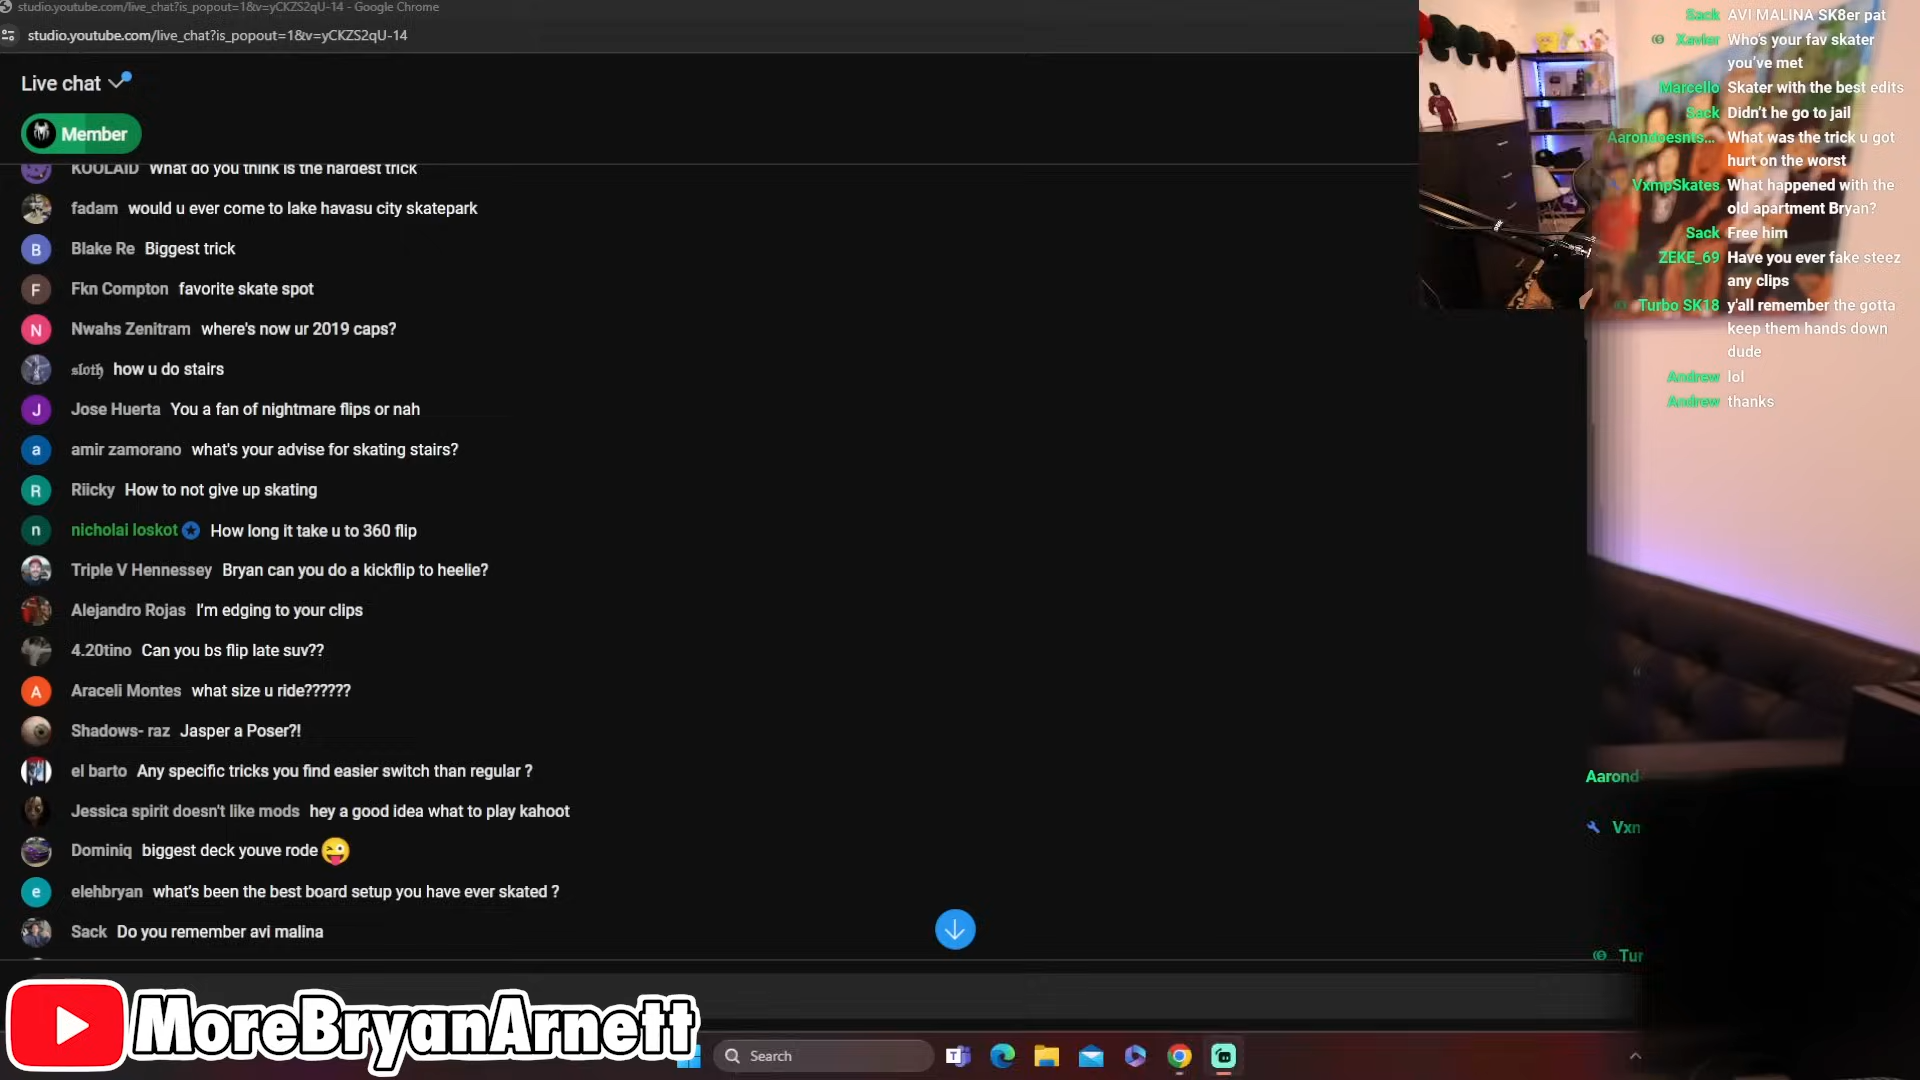 studio.youtube.com/live_chat?is_popout=1&v=yCKZS2qU-14 - Google Chrome
studio.youtube.com/live_chat?is_popout=1&v=yCKZS2qU-14
Live chat
Member
KOOLAID What do you think is the hardest trick
fadam would u ever come to lake havasu city skatepark
B Blake Re Biggest trick
F Fkn Compton favorite skate spot
N Nwahs Zenitram where's now ur 2019 caps?
sloth how u do stairs
J Jose Huerta You a fan of nightmare flips or nah
a amir zamorano what's your advise for skating stairs?
R Riicky How to not give up skating
n nicholai loskot How long it take u to 360 flip
Triple V Hennessey Bryan can you do a kickflip to heelie?
Alejandro Rojas I'm edging to your clips
4.20tino Can you bs flip late suv??
A Araceli Montes what size u ride??????
Shadows- raz Jasper a Poser?!
el barto Any specific tricks you find easier switch than regular ?
Jessica spirit doesn't like mods hey a good idea what to play kahoot
Dominiq biggest deck youve rode 😜
e elehbryan what's been the best board setup you have ever skated ?
Sack Do you remember avi malina
Sack AVI MALINA SK8er pat
Xavier Who's your fav skater
you've met
Marcello Skater with the best edits
Sack Didn't he go to jail
Aarondoesnts... What was the trick u got
hurt on the worst
VxmpSkates What happened with the
old apartment Bryan?
Sack Free him
ZEKE_69 Have you ever fake steez
any clips
Turbo SK18 y'all remember the gotta
keep them hands down
dude
Andrew lol
Andrew thanks
Aarond
Vxn
Tur
MoreBryanArnett
Search